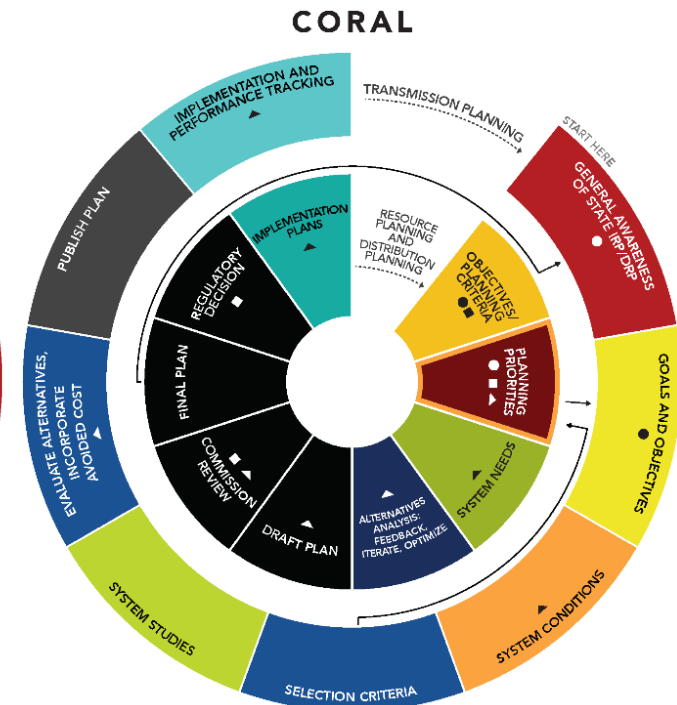 CORAL
IMPLEMENTATION AND
PERFORMANCE TRACKING
TRANSMISSION PLANNING
START HERE
GENERAL AWARENESS
OF STATE IRP/DRP
GOALS AND OBJECTIVES
SYSTEM CONDITIONS
SELECTION CRITERIA
SYSTEM STUDIES
EVALUATE ALTERNATIVES,
INCORPORATE
AVOIDED COST
PUBLISH PLAN
IMPLEMENTATION
PLANS
RESOURCE
PLANNING
AND
DISTRIBUTION
PLANNING
OBJECTIVES/
PLANNING
CRITERIA
PLANNING
PRIORITIES
SYSTEM NEEDS
ALTERNATIVES
ANALYSIS:
FEEDBACK,
ITERATE, OPTIMIZE
DRAFT PLAN
COMMISSION
REVIEW
FINAL PLAN
REGULATORY
DECISION